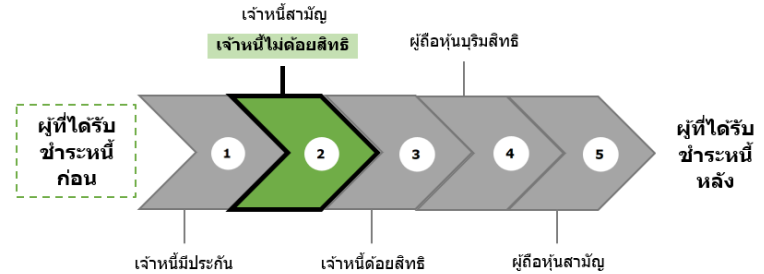 เจ้าหนี้สามัญ
เจ้าหนี้ไม่ด้อยสิทธิ
ผู้ถือหุ้นบุริมสิทธิ
ผู้ที่ได้รับ
ชำระหนี้
ก่อน
1
2
3
4
5
ผู้ที่ได้รับ
ชำระหนี้
หลัง
เจ้าหนี้มีประกัน
เจ้าหนี้ด้อยสิทธิ
ผู้ถือหุ้นสามัญ